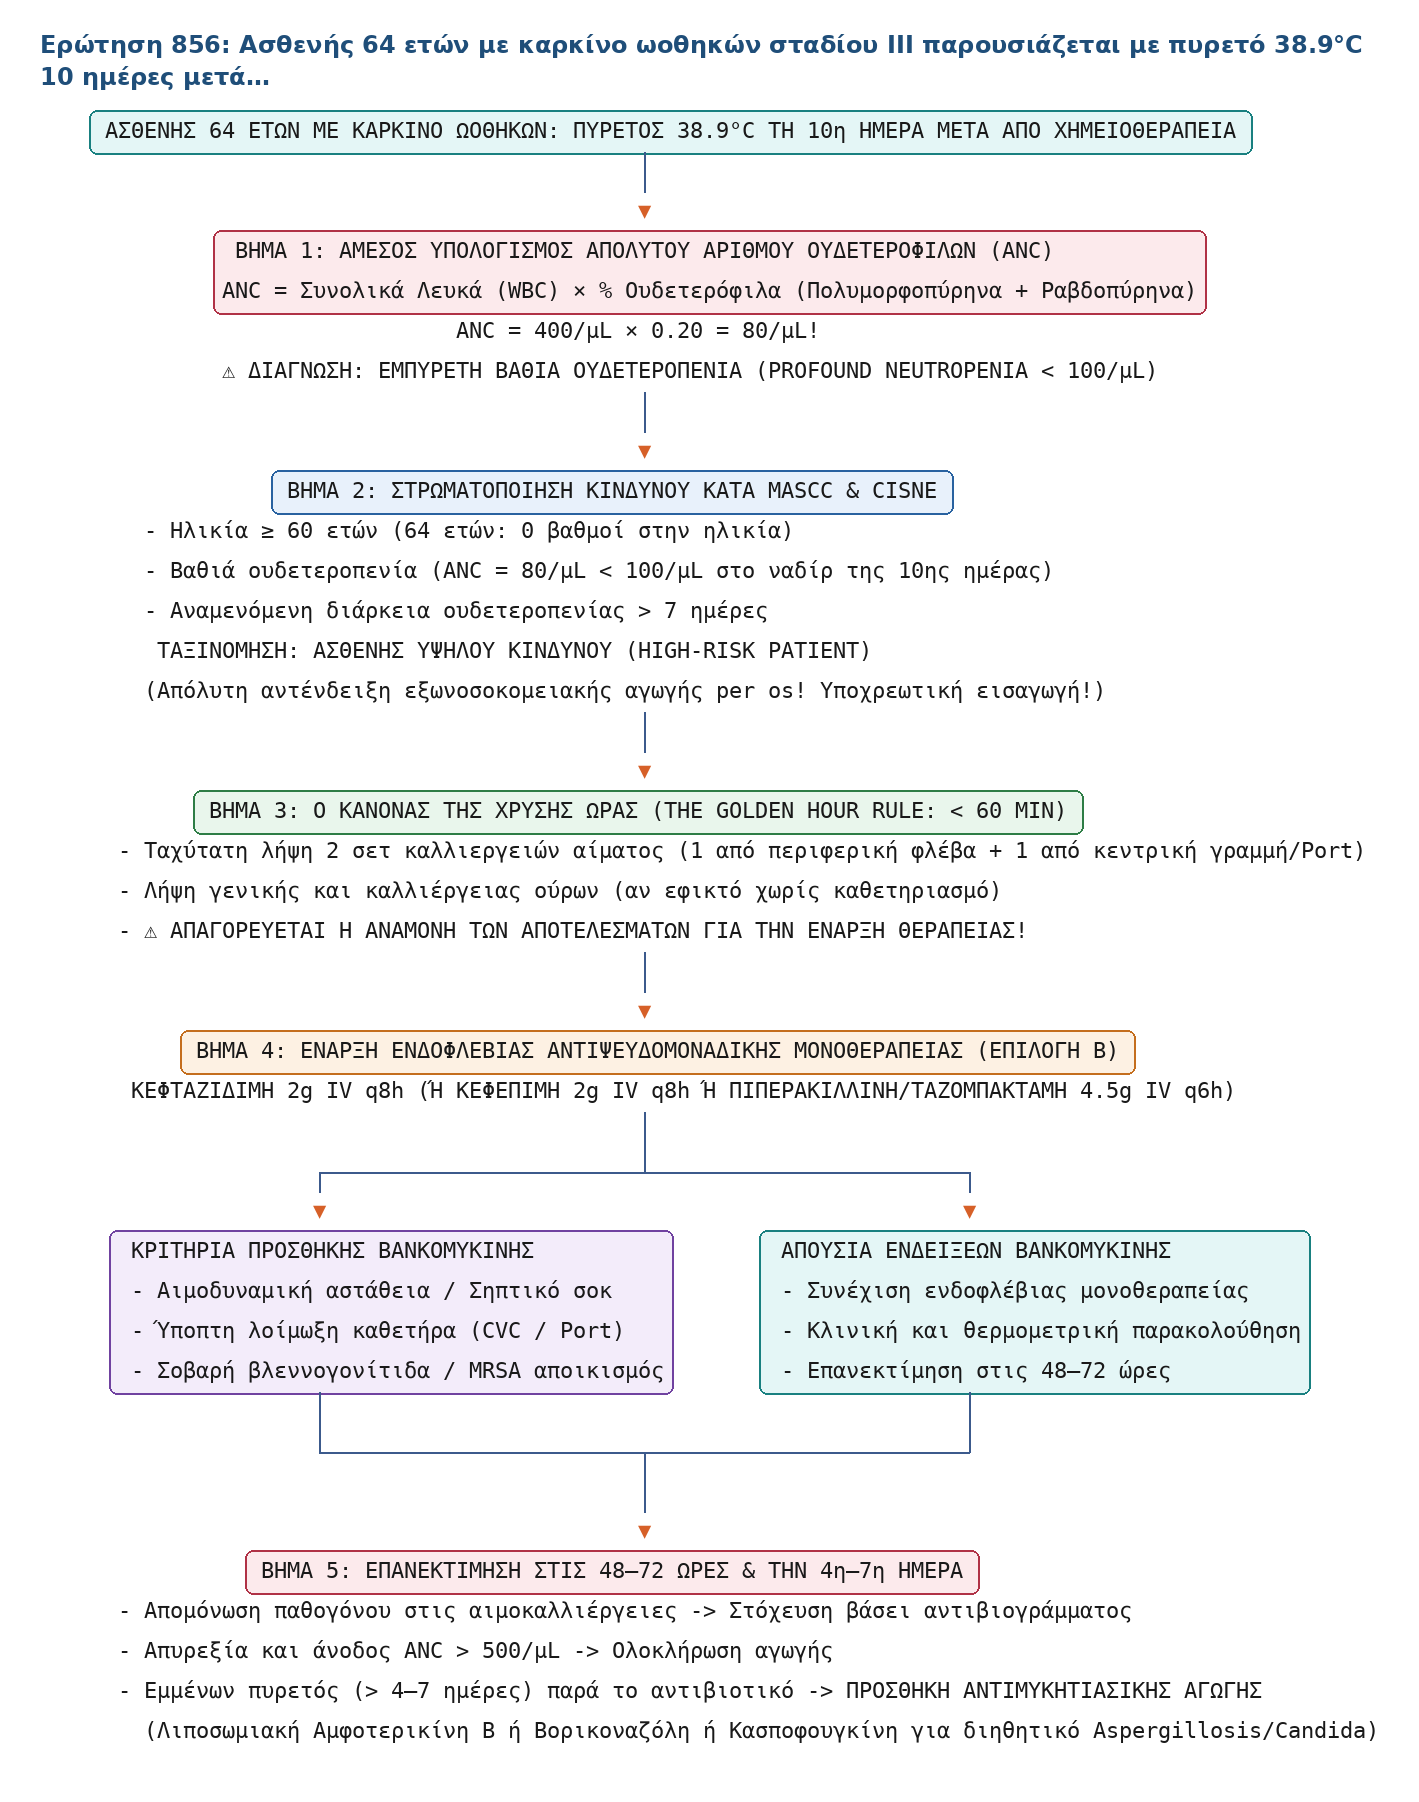 Ερώτηση 856: Ασθενής 64 ετών με καρκίνο ωοθηκών σταδίου III παρουσιάζεται με πυρετό 38.9°C
10 ημέρες μετά…
ΑΣΘΕΝΗΣ 64 ΕΤΩΝ ΜΕ ΚΑΡΚΙΝΟ ΩΟΘΗΚΩΝ: ΠΥΡΕΤΟΣ 38.9°C ΤΗ 10η ΗΜΕΡΑ ΜΕΤΑ ΑΠΟ ΧΗΜΕΙΟΘΕΡΑΠΕΙΑ
ΒΗΜΑ 1: ΑΜΕΣΟΣ ΥΠΟΛΟΓΙΣΜΟΣ ΑΠΟΛΥΤΟΥ ΑΡΙΘΜΟΥ ΟΥΔΕΤΕΡΟΦΙΛΩΝ (ANC)
ANC = Συνολικά Λευκά (WBC) × % Ουδετερόφιλα (Πολυμορφοπύρηνα + Ραβδοπύρηνα)
ANC = 400/μL × 0.20 = 80/μL!
⚠ ΔΙΑΓΝΩΣΗ: ΕΜΠΥΡΕΤΗ ΒΑΘΙΑ ΟΥΔΕΤΕΡΟΠΕΝΙΑ (PROFOUND NEUTROPENIA < 100/μL)
ΒΗΜΑ 2: ΣΤΡΩΜΑΤΟΠΟΙΗΣΗ ΚΙΝΔΥΝΟΥ ΚΑΤΑ MASCC & CISNE
- Ηλικία ≥ 60 ετών (64 ετών: 0 βαθμοί στην ηλικία)
- Βαθιά ουδετεροπενία (ANC = 80/μL < 100/μL στο ναδίρ της 10ης ημέρας)
- Αναμενόμενη διάρκεια ουδετεροπενίας > 7 ημέρες
ΤΑΞΙΝΟΜΗΣΗ: ΑΣΘΕΝΗΣ ΥΨΗΛΟΥ ΚΙΝΔΥΝΟΥ (HIGH-RISK PATIENT)
(Απόλυτη αντένδειξη εξωνοσοκομειακής αγωγής per os! Υποχρεωτική εισαγωγή!)
ΒΗΜΑ 3: Ο ΚΑΝΟΝΑΣ ΤΗΣ ΧΡΥΣΗΣ ΩΡΑΣ (THE GOLDEN HOUR RULE: < 60 MIN)
- Ταχύτατη λήψη 2 σετ καλλιεργειών αίματος (1 από περιφερική φλέβα + 1 από κεντρική γραμμή/Port)
- Λήψη γενικής και καλλιέργειας ούρων (αν εφικτό χωρίς καθετηριασμό)
- ⚠ ΑΠΑΓΟΡΕΥΕΤΑΙ Η ΑΝΑΜΟΝΗ ΤΩΝ ΑΠΟΤΕΛΕΣΜΑΤΩΝ ΓΙΑ ΤΗΝ ΕΝΑΡΞΗ ΘΕΡΑΠΕΙΑΣ!
ΒΗΜΑ 4: ΕΝΑΡΞΗ ΕΝΔΟΦΛΕΒΙΑΣ ΑΝΤΙΨΕΥΔΟΜΟΝΑΔΙΚΗΣ ΜΟΝΟΘΕΡΑΠΕΙΑΣ (ΕΠΙΛΟΓΗ Β)
ΚΕΦΤΑΖΙΔΙΜΗ 2g IV q8h (Ή ΚΕΦΕΠΙΜΗ 2g IV q8h Ή ΠΙΠΕΡΑΚΙΛΛΙΝΗ/ΤΑΖΟΜΠΑΚΤΑΜΗ 4.5g IV q6h)
ΚΡΙΤΗΡΙΑ ΠΡΟΣΘΗΚΗΣ ΒΑΝΚΟΜΥΚΙΝΗΣ
- Αιμοδυναμική αστάθεια / Σηπτικό σοκ
- Ύποπτη λοίμωξη καθετήρα (CVC / Port)
- Σοβαρή βλεννογονίτιδα / MRSA αποικισμός
ΑΠΟΥΣΙΑ ΕΝΔΕΙΞΕΩΝ ΒΑΝΚΟΜΥΚΙΝΗΣ
- Συνέχιση ενδοφλέβιας μονοθεραπείας
- Κλινική και θερμομετρική παρακολούθηση
- Επανεκτίμηση στις 48–72 ώρες
ΒΗΜΑ 5: ΕΠΑΝΕΚΤΙΜΗΣΗ ΣΤΙΣ 48–72 ΩΡΕΣ & ΤΗΝ 4η–7η ΗΜΕΡΑ
- Απομόνωση παθογόνου στις αιμοκαλλιέργειες -> Στόχευση βάσει αντιβιογράμματος
- Απυρεξία και άνοδος ANC > 500/μL -> Ολοκλήρωση αγωγής
- Εμμένων πυρετός (> 4–7 ημέρες) παρά το αντιβιοτικό -> ΠΡΟΣΘΗΚΗ ΑΝΤΙΜΥΚΗΤΙΑΣΙΚΗΣ ΑΓΩΓΗΣ
(Λιποσωμιακή Αμφοτερικίνη Β ή Βορικοναζόλη ή Κασποφουγκίνη για διηθητικό Aspergillosis/Candida)